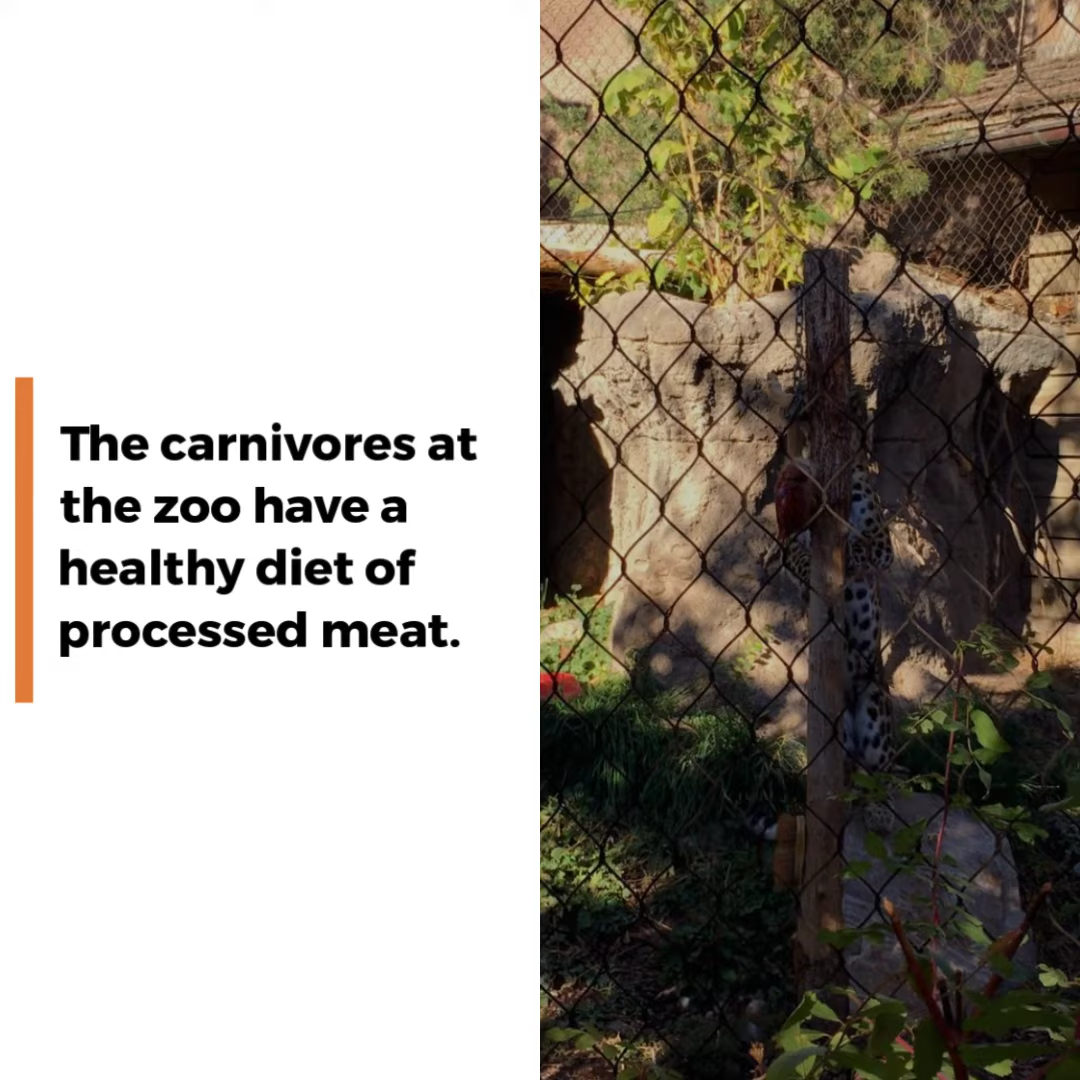 The carnivores at
the zoo have a
healthy diet of
processed meat.